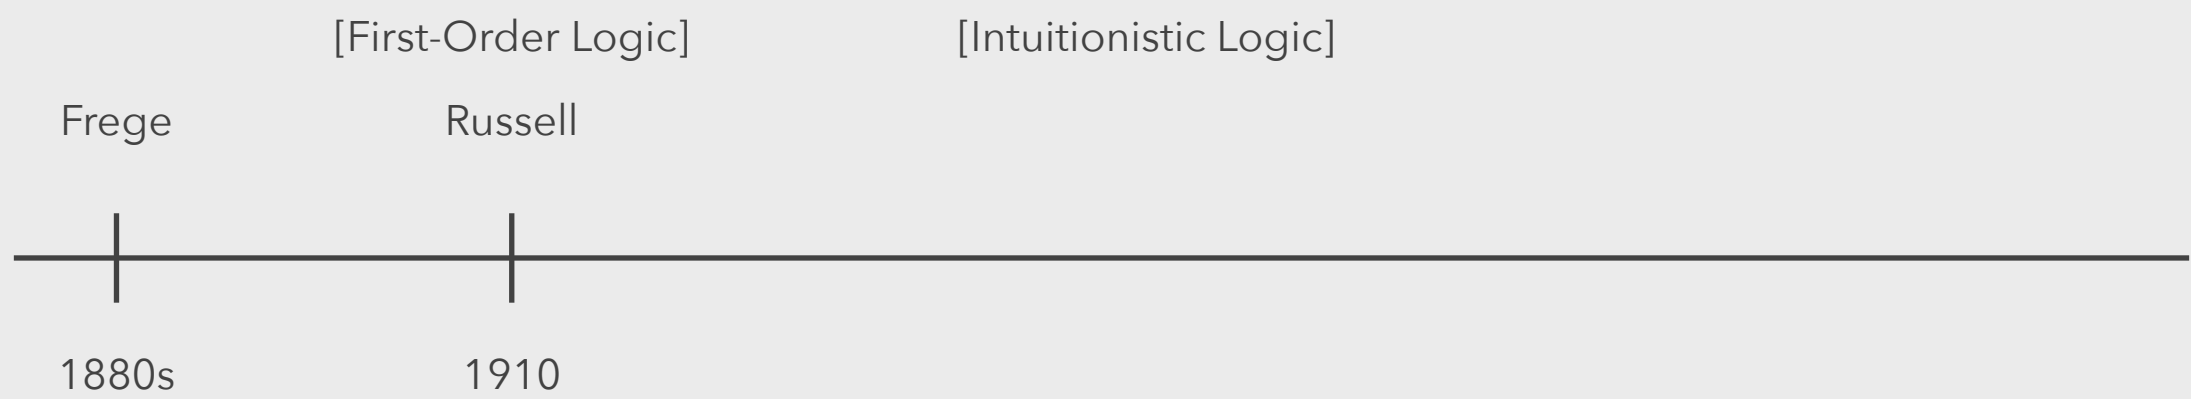 [First-Order Logic] [Intuitionistic Logic]
Frege Russell
1880s 1910